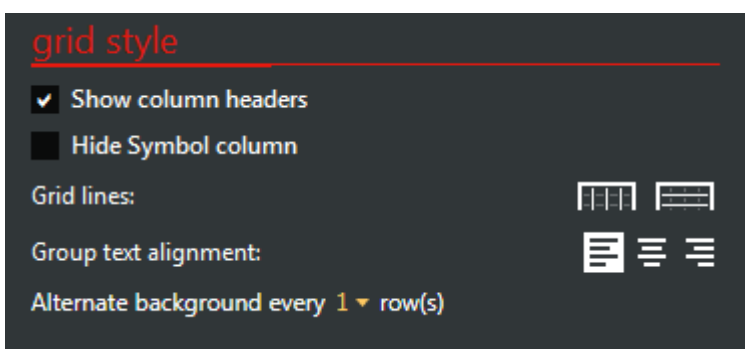 grid style
Show column headers
Hide Symbol column
Grid lines:
Group text alignment:
Alternate background every 1 row(s)